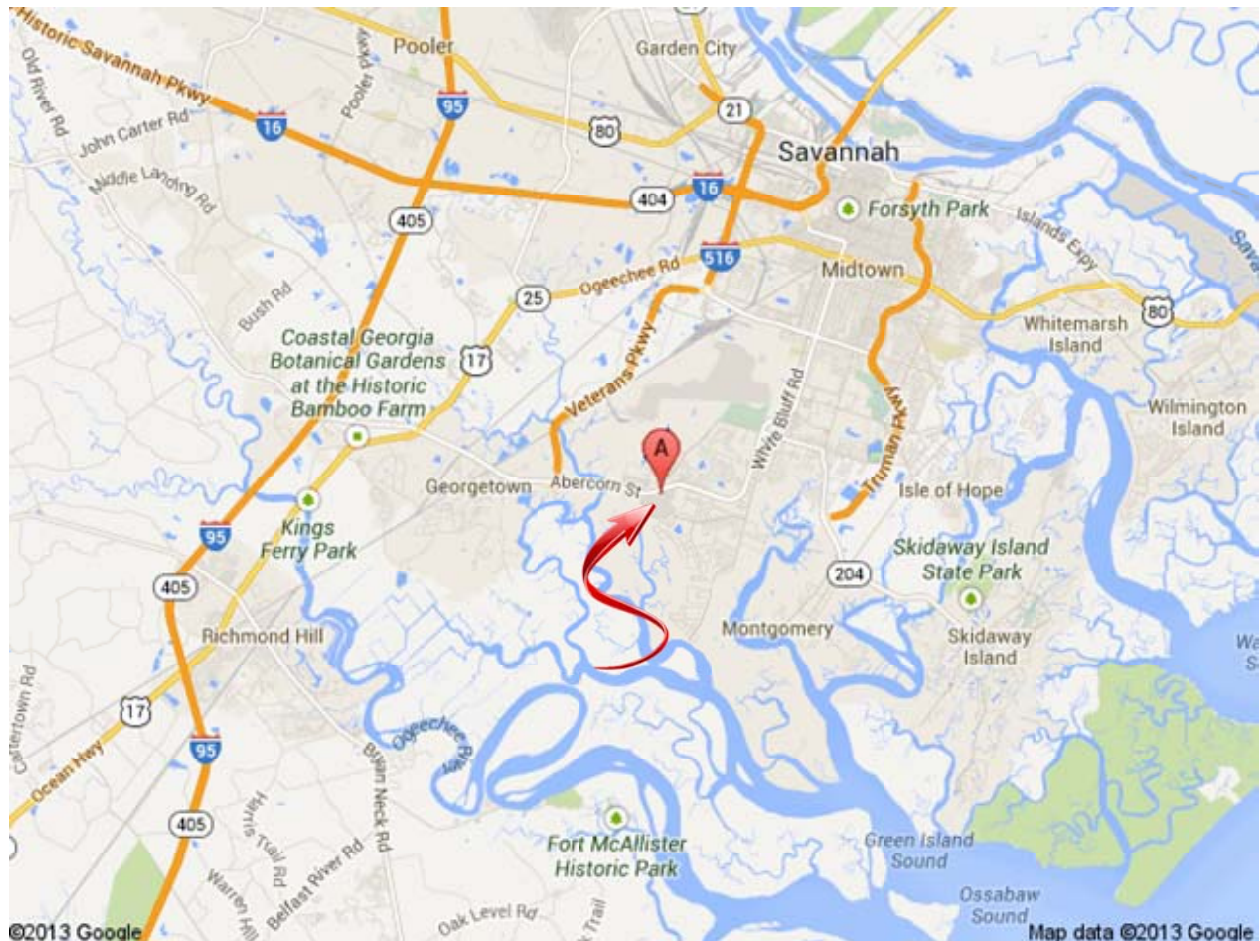 Historic Savannah Pkwy
Old River Rd
Pooler
Pooler Pkwy
Garden City
95
21
16
John Carter Rd
80
Savannah
Middle Landing Rd
404
16
405
Forsyth Park
Islands Expy
516
Ogeechee Rd
Midtown
25
Bush Rd
80
Whitemarsh
Island
Coastal Georgia
Botanical Gardens
at the Historic
Bamboo Farm
17
Veterans Pkwy
White Bluff Rd
Truman Pkwy
Wilmington
Island
A
Georgetown
Abercorn St
Isle of Hope
Kings
Ferry Park
95
405
Skidaway Island
State Park
204
Richmond Hill
Montgomery
Skidaway
Island
Cartertown Rd
17
Ocean Hwy
95
Ogeechee
Bryan Neck Rd
405
Harris Trail Rd
Belfast River Rd
Warren Hill
Fort McAllister
Historic Park
Green Island
Sound
Ossabaw
Sound
Oak Level Rd
Trail
©2013 Google
Map data ©2013 Google